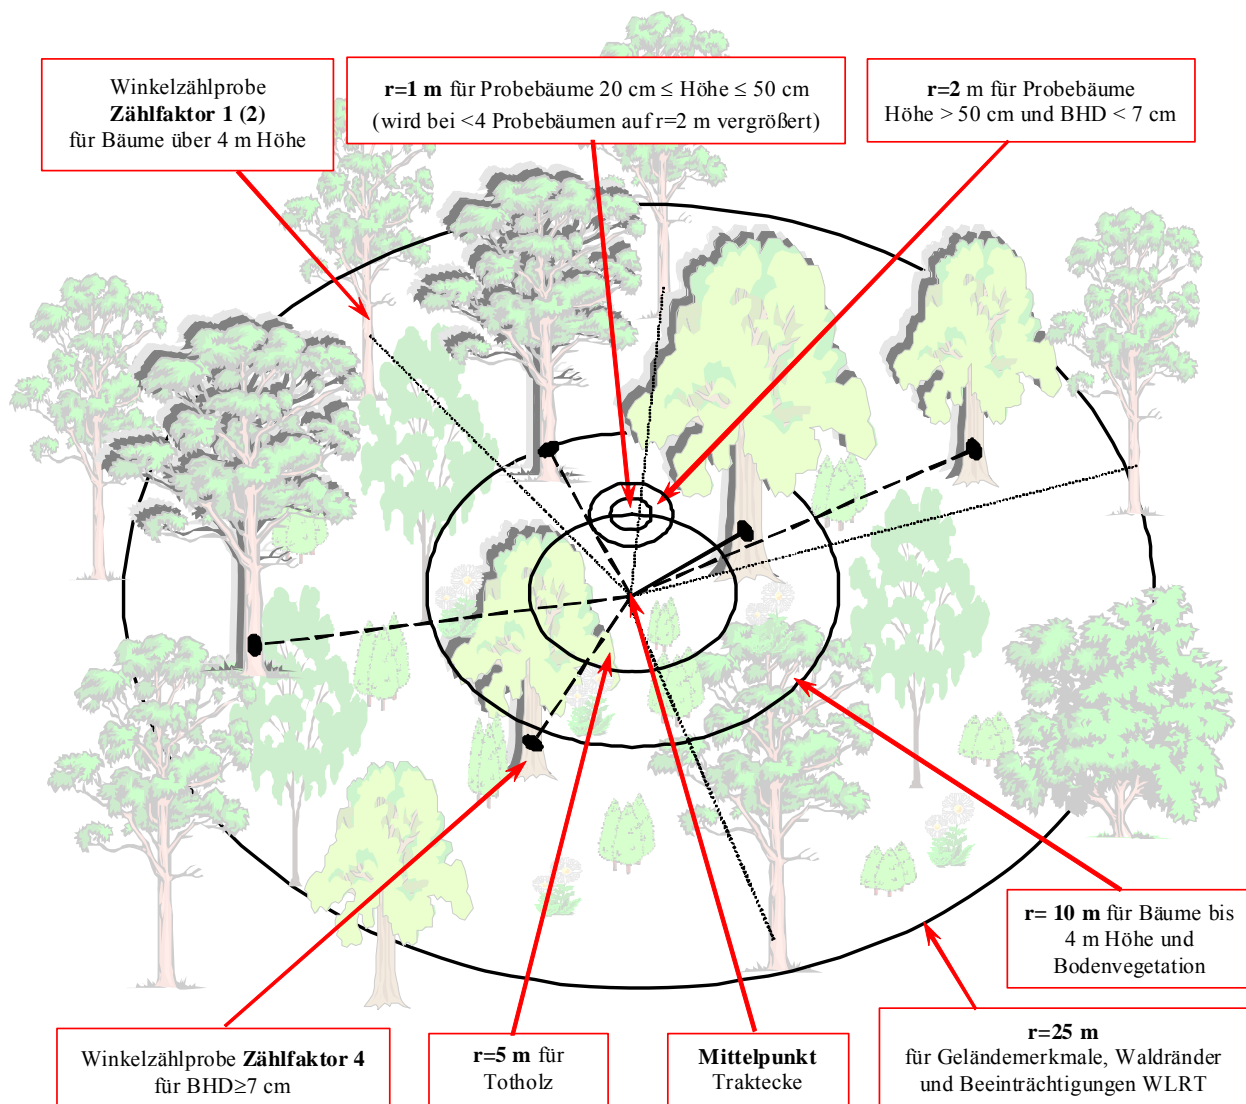 Winkelzählprobe
Zählfaktor 1 (2)
für Bäume über 4 m Höhe
r=1 m für Probebäume 20 cm ≤ Höhe ≤ 50 cm
(wird bei <4 Probebäumen auf r=2 m vergrößert)
r=2 m für Probebäume
Höhe > 50 cm und BHD < 7 cm
r= 10 m für Bäume bis
4 m Höhe und
Bodenvegetation
Winkelzählprobe Zählfaktor 4
für BHD≥7 cm
r=5 m für
Totholz
Mittelpunkt
Traktecke
r=25 m
für Geländemerkmale, Waldränder
und Beeinträchtigungen WLRT